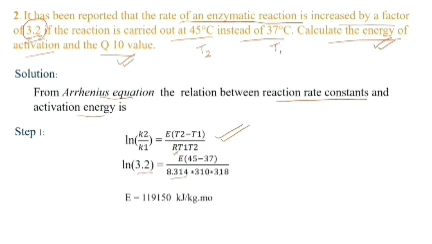 2. It has been reported that the rate of an enzymatic reaction is increased by a factor
of 3.2 if the reaction is carried out at 45°C instead of 37°C. Calculate the energy of
activation and the Q 10 value.
T₂ T₁
Solution:
From Arrhenius equation the relation between reaction rate constants and
activation energy is
Step 1:
ln(k2/k1) = E(T2−T1)/RT1T2
ln(3.2) = E(45−37)/8.314*310*318
E - 119150 kJ/kg.mo